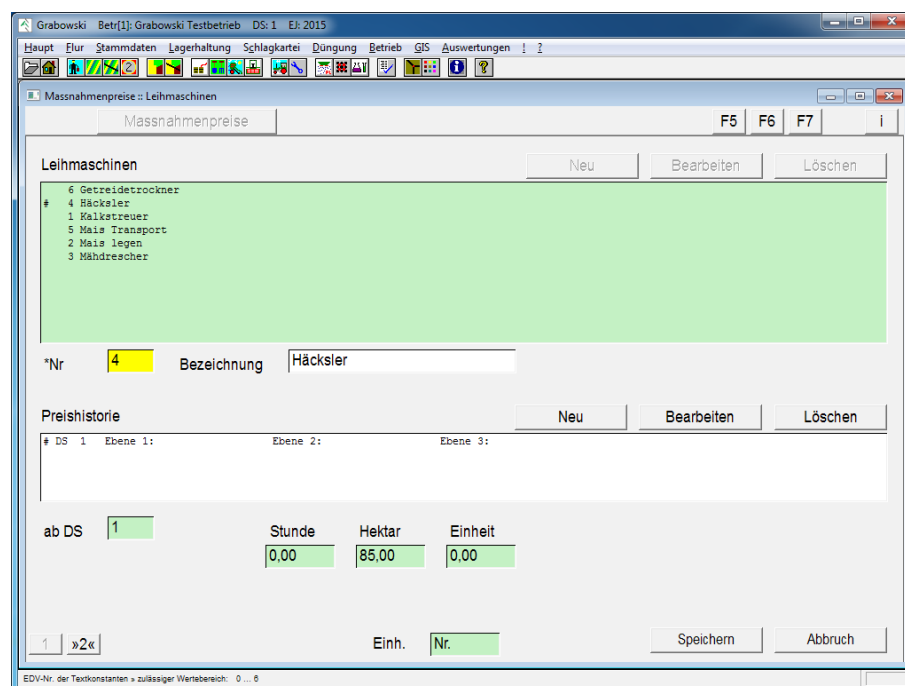 Grabowski Betr[1]: Grabowski Testbetrieb DS: 1 EJ: 2015
Haupt Flur Stammdaten Lagerhaltung Schlagkartei Düngung Betrieb GIS Auswertungen ! ?
Massnahmenpreise :: Leihmaschinen
Massnahmenpreise F5 F6 F7 i
Leihmaschinen Neu Bearbeiten Löschen
6 Getreidetrockner
# 4 Häcksler
1 Kalkstreuer
5 Mais Transport
2 Mais legen
3 Mähdrescher
*Nr 4 Bezeichnung Häcksler
Preishistorie Neu Bearbeiten Löschen
# DS 1 Ebene 1: Ebene 2: Ebene 3:
ab DS 1 Stunde Hektar Einheit
0,00 85,00 0,00
1 »2« Einh. Nr. Speichern Abbruch
EDV-Nr. der Textkonstanten » zulässiger Wertebereich: 0 ... 6